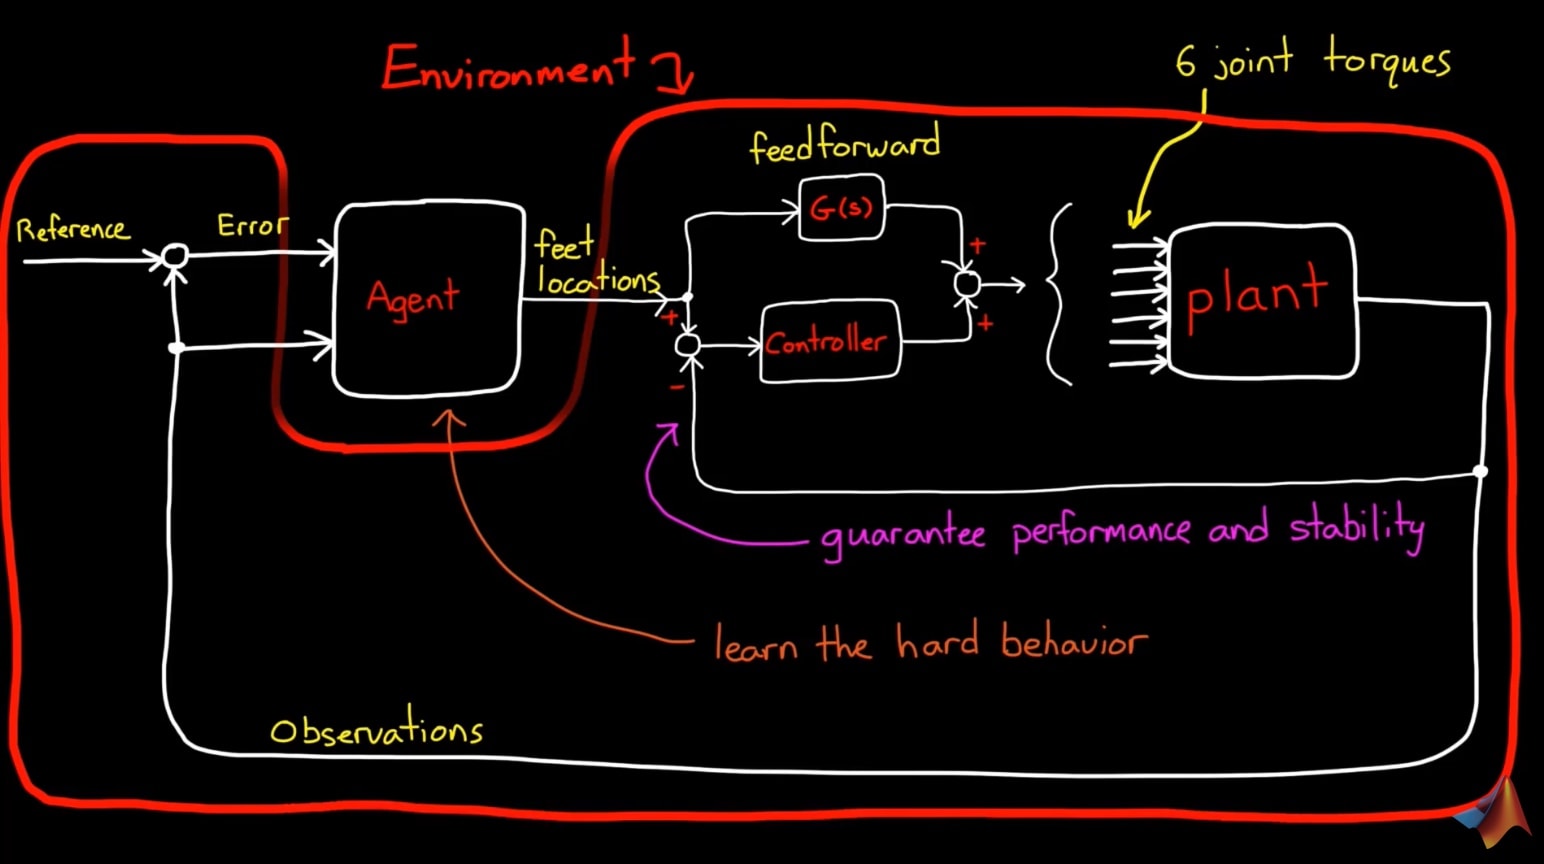 Environment
6 joint torques
feedforward
G(s)
Reference
Error
feet
locations
Agent
+
+
plant
+
Controller
-
guarantee performance and stability
learn the hard behavior
Observations